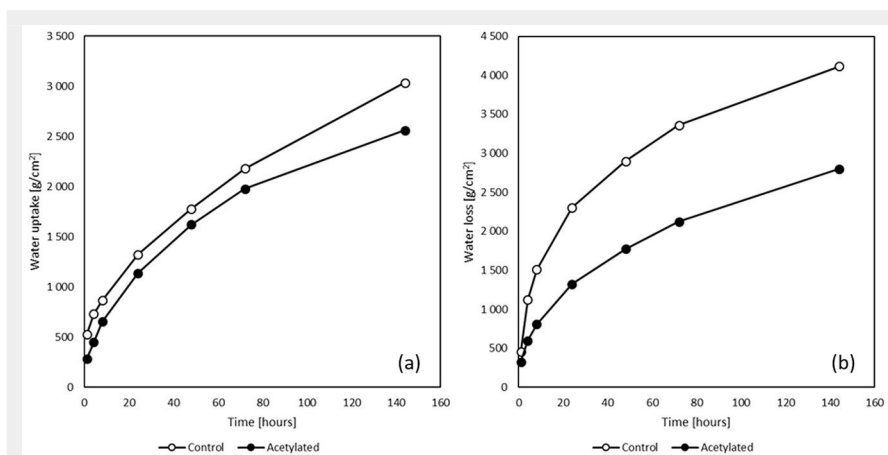 3 500
3 000
2 500
2 000
1 500
1 000
500
0
Water uptake [g/cm²]
0 20 40 60 80 100 120 140 160
Time [hours]
(a)
Control Acetylated
4 500
4 000
3 500
3 000
2 500
2 000
1 500
1 000
500
0
Water loss [g/cm²]
0 20 40 60 80 100 120 140 160
Time [hours]
(b)
Control Acetylated